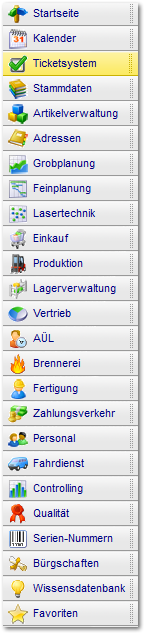 Startseite
Kalender
Ticketsystem
Stammdaten
Artikelverwaltung
Adressen
Grobplanung
Feinplanung
Lasertechnik
Einkauf
Produktion
Lagerverwaltung
Vertrieb
AÜL
Brennerei
Fertigung
Zahlungsverkehr
Personal
Fahrdienst
Controlling
Qualität
Serien-Nummern
Bürgschaften
Wissensdatenbank
Favoriten